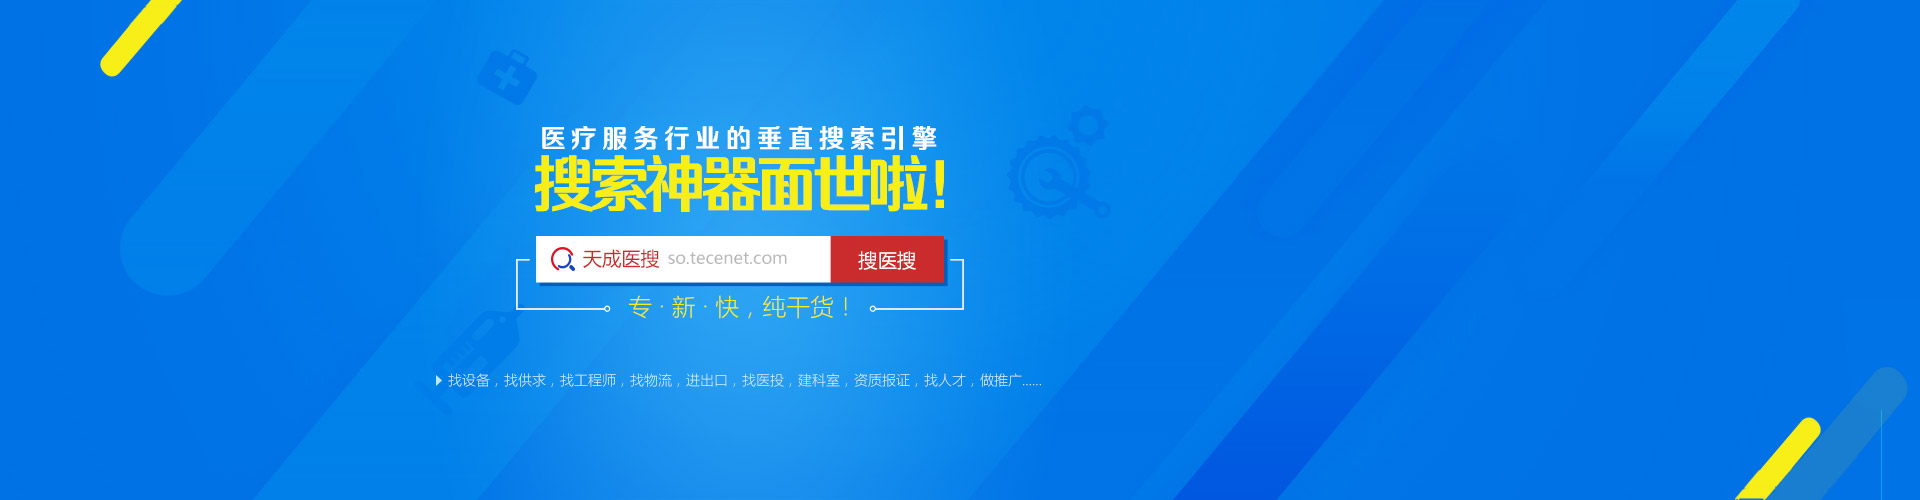 医疗服务行业的垂直搜索引擎
搜索神器面世啦!
天成医搜 so.tecenet.com 搜医搜
专·新·快，纯干货！
找设备，找供求，找工程师，找物流，进出口，找医投，建科室，资质报证，找人才，做推广......